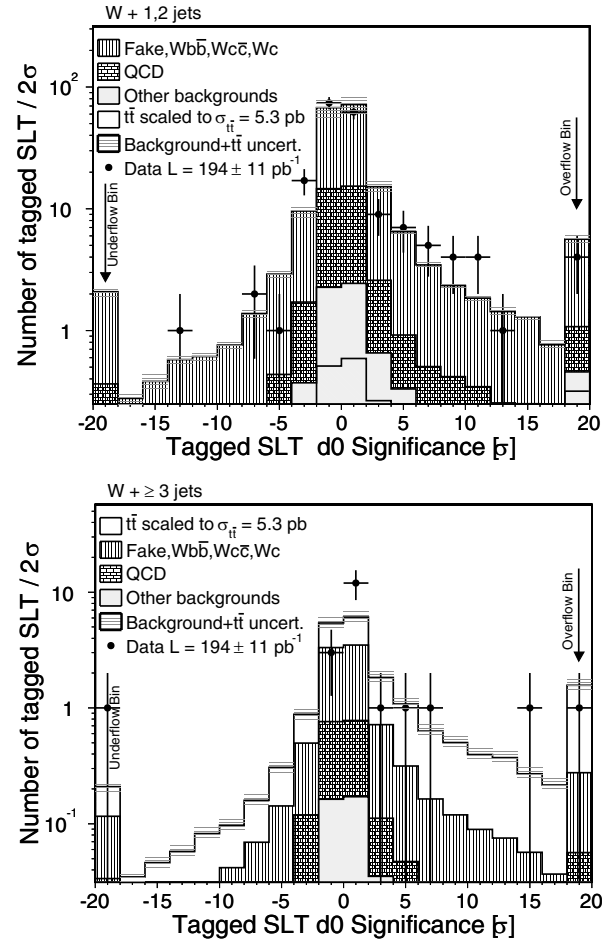 W + 1,2 jets
Fake,Wbb̄,Wcc̄,Wc
QCD
Other backgrounds
tt̄ scaled to σtt̄ = 5.3 pb
Background+tt̄ uncert.
Data L = 194 ± 11 pb⁻¹
Underflow Bin
Overflow Bin
Number of tagged SLT / 2σ
10²
10
1
-20 -15 -10 -5 0 5 10 15 20
Tagged SLT d0 Significance [σ]
W + ≥ 3 jets
tt̄ scaled to σtt̄ = 5.3 pb
Fake,Wbb̄,Wcc̄,Wc
QCD
Other backgrounds
Background+tt̄ uncert.
Data L = 194 ± 11 pb⁻¹
Underflow Bin
Overflow Bin
Number of tagged SLT / 2σ
10
1
10⁻¹
-20 -15 -10 -5 0 5 10 15 20
Tagged SLT d0 Significance [σ]